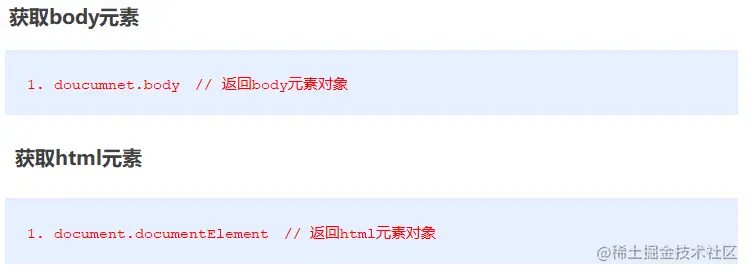 获取body元素
1. doucumnet.body // 返回body元素对象
获取html元素
1. document.documentElement // 返回html元素对象
@稀土掘金技术社区